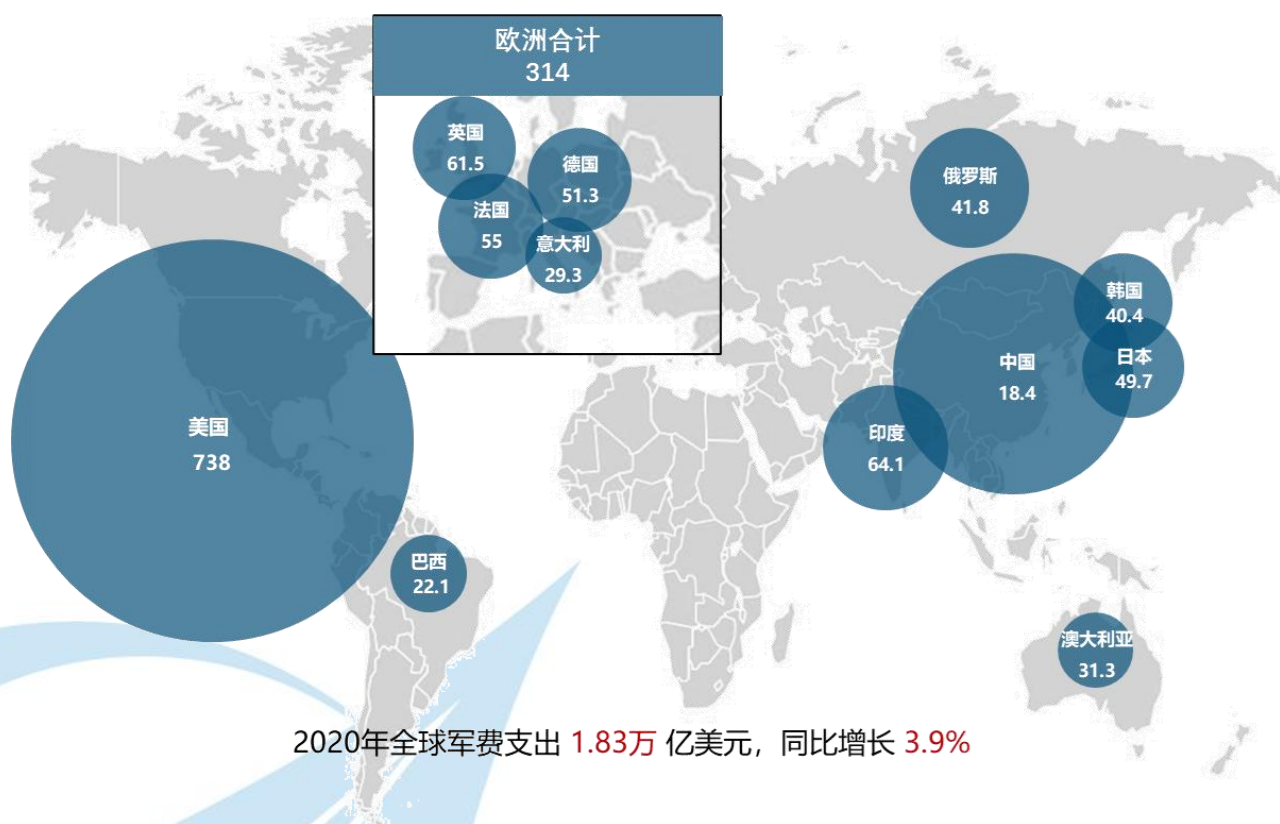 欧洲合计
314
英国
61.5
德国
51.3
法国
55
意大利
29.3
俄罗斯
41.8
韩国
40.4
中国
18.4
日本
49.7
美国
738
印度
64.1
巴西
22.1
澳大利亚
31.3
2020年全球军费支出 1.83万 亿美元，同比增长 3.9%